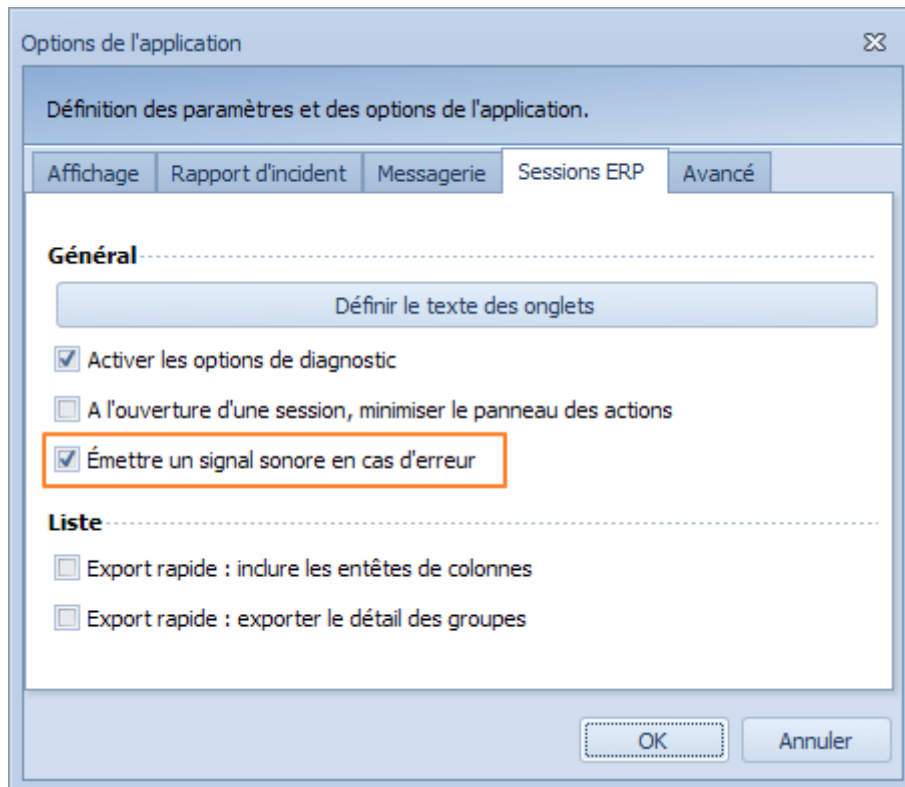 Options de l'application
Définition des paramètres et des options de l'application.
Affichage Rapport d'incident Messagerie Sessions ERP Avancé
Général
Définir le texte des onglets
Activer les options de diagnostic
A l'ouverture d'une session, minimiser le panneau des actions
Émettre un signal sonore en cas d'erreur
Liste
Export rapide : inclure les entêtes de colonnes
Export rapide : exporter le détail des groupes
OK Annuler